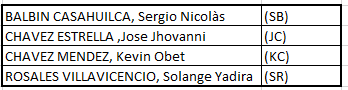 BALBIN CASAHUILCA, Sergio Nicolàs (SB)
CHAVEZ ESTRELLA ,Jose Jhovanni (JC)
CHAVEZ MENDEZ, Kevin Obet (KC)
ROSALES VILLAVICENCIO, Solange Yadira (SR)